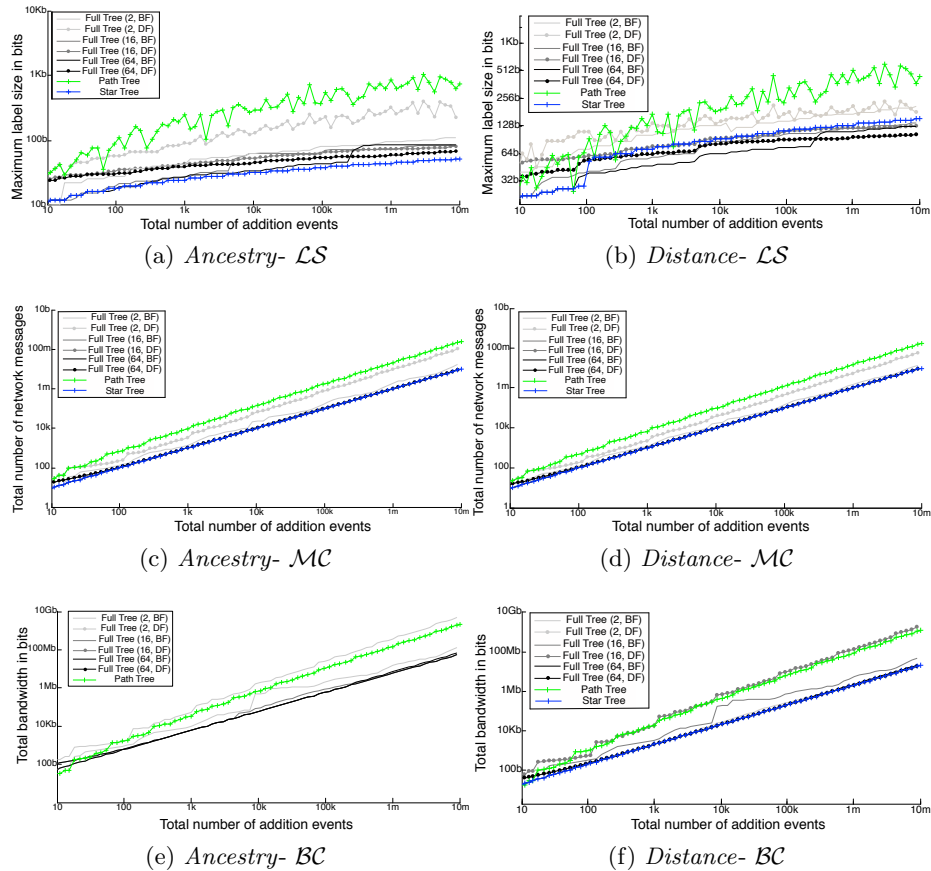 Maximum label size in bits
10Kb
1Kb
100b
10b
Full Tree (2, BF)
Full Tree (2, DF)
Full Tree (16, BF)
Full Tree (16, DF)
Full Tree (64, BF)
Full Tree (64, DF)
Path Tree
Star Tree
10 100 1k 10k 100k 1m 10m
Total number of addition events
(a) Ancestry- LS
Maximum label size in bits
1Kb
512b
256b
128b
64b
32b
Full Tree (2, BF)
Full Tree (2, DF)
Full Tree (16, BF)
Full Tree (16, DF)
Full Tree (64, BF)
Full Tree (64, DF)
Path Tree
Star Tree
10 100 1k 10k 100k 1m 10m
Total number of addition events
(b) Distance- LS
Total number of network messages
10b
100m
1m
10k
100
1
Full Tree (2, BF)
Full Tree (2, DF)
Full Tree (16, BF)
Full Tree (16, DF)
Full Tree (64, BF)
Full Tree (64, DF)
Path Tree
Star Tree
10 100 1k 10k 100k 1m 10m
Total number of addition events
(c) Ancestry- MC
Total number of network messages
10b
100m
1m
10k
100
1
Full Tree (2, BF)
Full Tree (2, DF)
Full Tree (16, BF)
Full Tree (16, DF)
Full Tree (64, BF)
Full Tree (64, DF)
Path Tree
Star Tree
10 100 1k 10k 100k 1m 10m
Total number of addition events
(d) Distance- MC
Total bandwidth in bits
10Gb
100Mb
1Mb
10Kb
100b
Full Tree (2, BF)
Full Tree (2, DF)
Full Tree (16, BF)
Full Tree (16, DF)
Full Tree (64, BF)
Full Tree (64, DF)
Path Tree
10 100 1k 10k 100k 1m 10m
Total number of addition events
(e) Ancestry- BC
Total bandwidth in bits
10Gb
100Mb
1Mb
10Kb
100b
Full Tree (2, BF)
Full Tree (2, DF)
Full Tree (16, BF)
Full Tree (16, DF)
Full Tree (64, BF)
Full Tree (64, DF)
Path Tree
Star Tree
10 100 1k 10k 100k 1m 10m
Total number of addition events
(f) Distance- BC